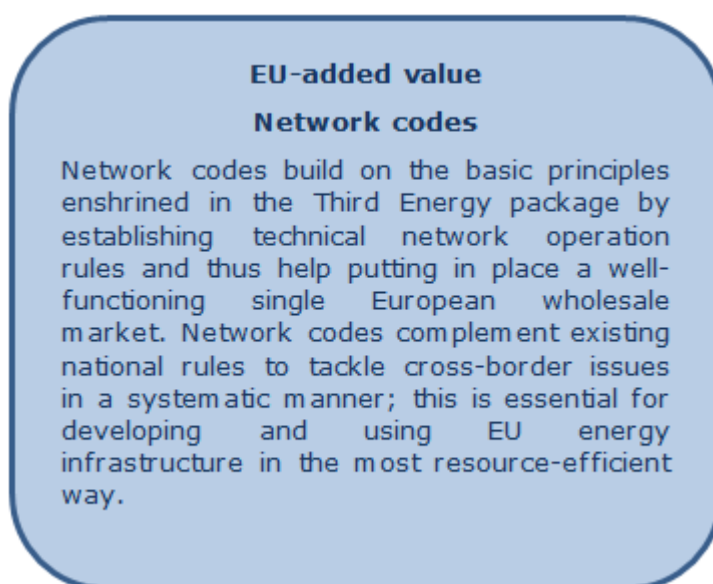 EU-added value
Network codes
Network codes build on the basic principles
enshrined in the Third Energy package by
establishing technical network operation
rules and thus help putting in place a well-
functioning single European wholesale
market. Network codes complement existing
national rules to tackle cross-border issues
in a systematic manner; this is essential for
developing and using EU energy
infrastructure in the most resource-efficient
way.